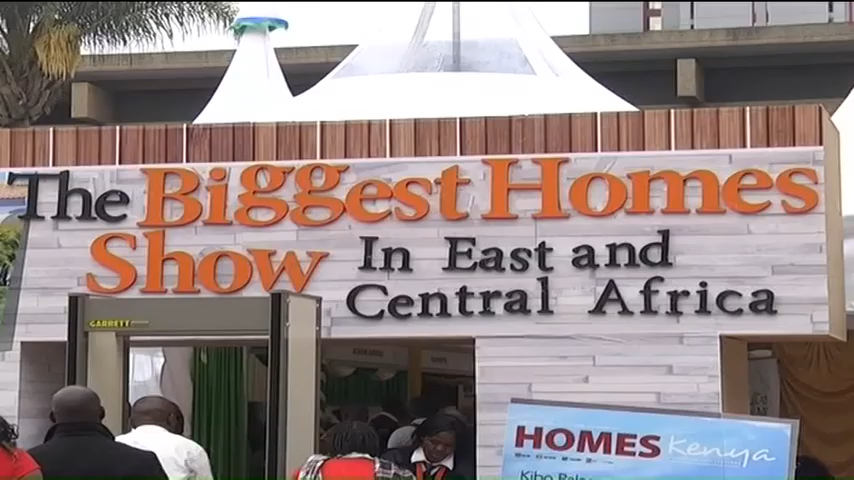 The Biggest Homes
Show In East and
Central Africa
GARRETT
HOMES Kenya